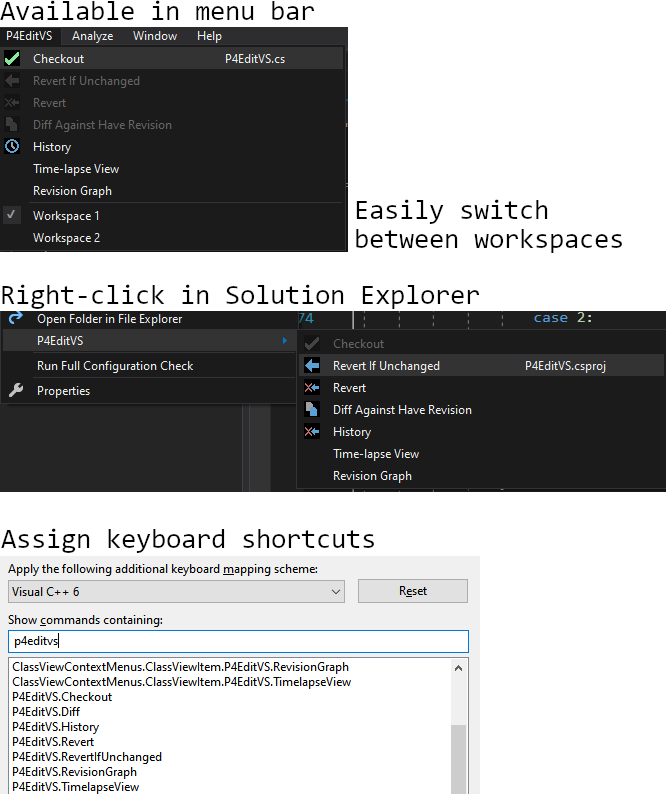 Available in menu bar
P4EditVS Analyze Window Help
Checkout P4EditVS.cs
Revert If Unchanged
Revert
Diff Against Have Revision
History
Time-lapse View
Revision Graph
Workspace 1
Workspace 2
Easily switch
between workspaces
Right-click in Solution Explorer
Open Folder in File Explorer
P4EditVS
Run Full Configuration Check
Properties
74 case 2:
Checkout
Revert If Unchanged P4EditVS.csproj
Revert
Diff Against Have Revision
History
Time-lapse View
Revision Graph
Assign keyboard shortcuts
Apply the following additional keyboard mapping scheme:
Visual C++ 6 Reset
Show commands containing:
p4editvs
ClassViewContextMenus.ClassViewItem.P4EditVS.RevisionGraph
ClassViewContextMenus.ClassViewItem.P4EditVS.TimelapseView
P4EditVS.Checkout
P4EditVS.Diff
P4EditVS.History
P4EditVS.Revert
P4EditVS.RevertIfUnchanged
P4EditVS.RevisionGraph
P4EditVS.TimelapseView